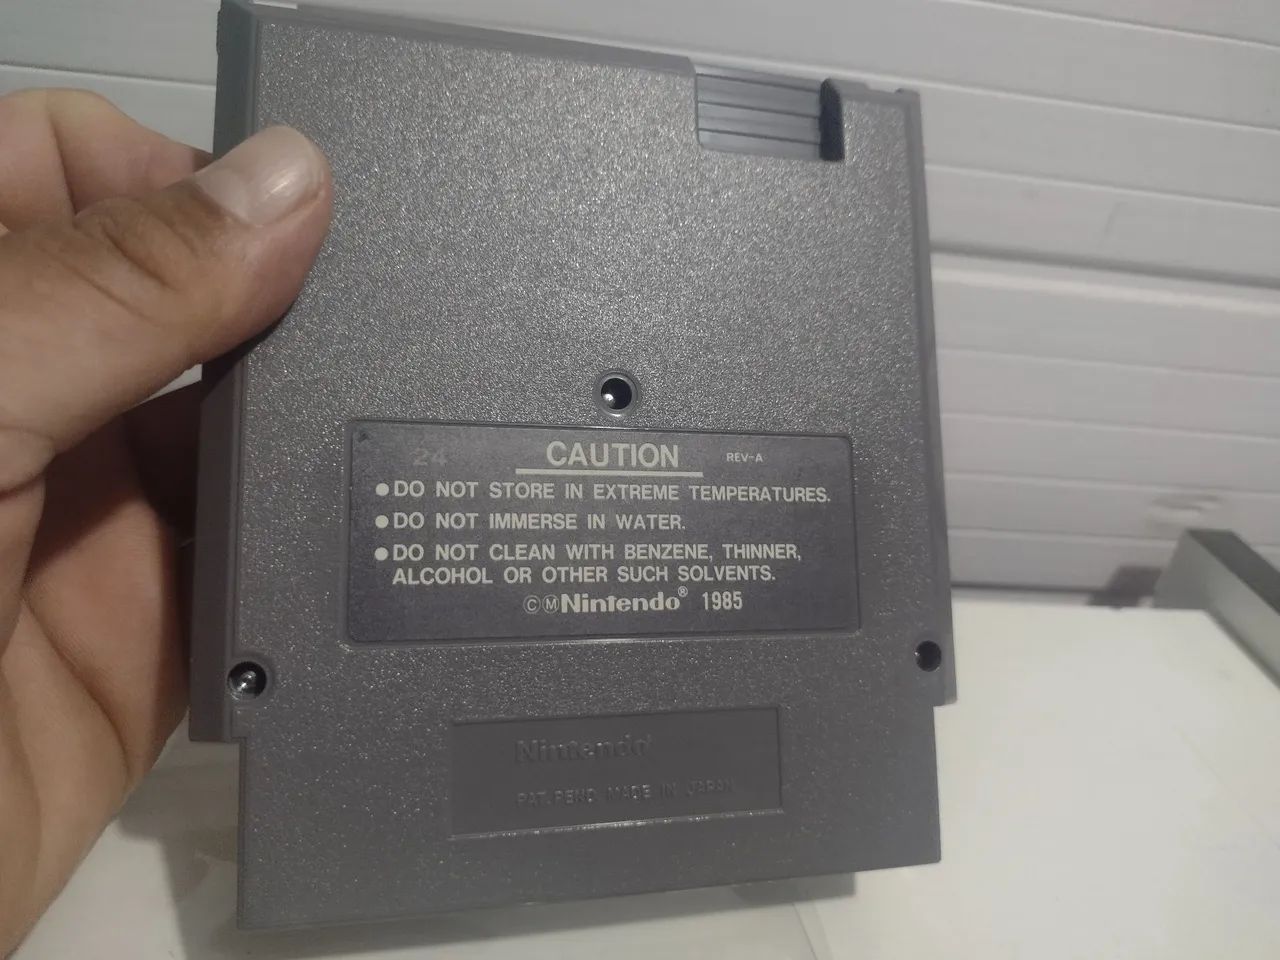 24
CAUTION REV-A
●DO NOT STORE IN EXTREME TEMPERATURES.
●DO NOT IMMERSE IN WATER.
●DO NOT CLEAN WITH BENZENE, THINNER,
ALCOHOL OR OTHER SUCH SOLVENTS.
©ⓂNintendo® 1985
Nintendo®
PAT.PEND MADE IN JAPAN